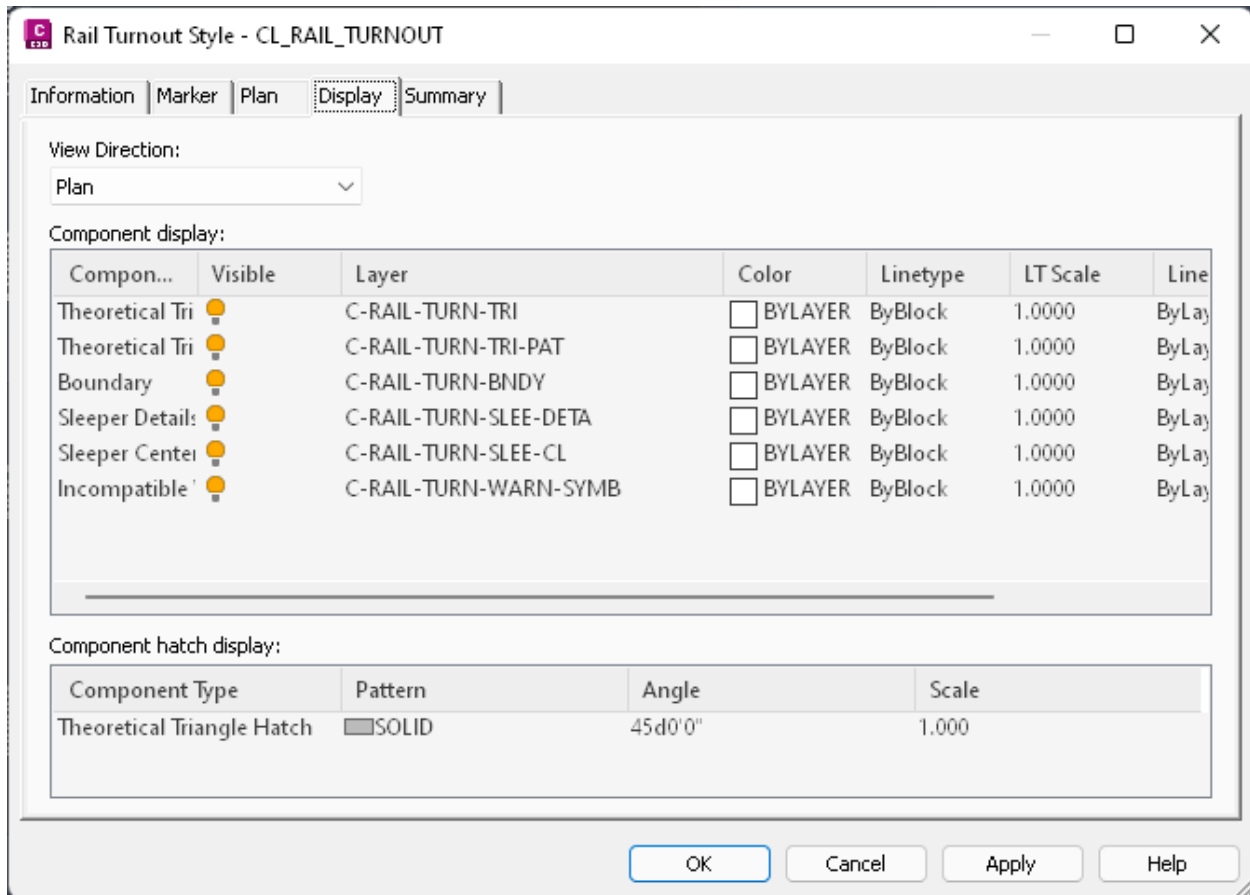 C
C3D
Rail Turnout Style - CL_RAIL_TURNOUT
Information Marker Plan Display Summary
View Direction:
Plan
Component display:
Compon... Visible Layer Color Linetype LT Scale Line
Theoretical Tri C-RAIL-TURN-TRI BYLAYER ByBlock 1.0000 ByLay
Theoretical Tri C-RAIL-TURN-TRI-PAT BYLAYER ByBlock 1.0000 ByLay
Boundary C-RAIL-TURN-BNDY BYLAYER ByBlock 1.0000 ByLay
Sleeper Details C-RAIL-TURN-SLEE-DETA BYLAYER ByBlock 1.0000 ByLay
Sleeper Center C-RAIL-TURN-SLEE-CL BYLAYER ByBlock 1.0000 ByLay
Incompatible C-RAIL-TURN-WARN-SYMB BYLAYER ByBlock 1.0000 ByLay
Component hatch display:
Component Type Pattern Angle Scale
Theoretical Triangle Hatch SOLID 45d0'0" 1.000
OK Cancel Apply Help